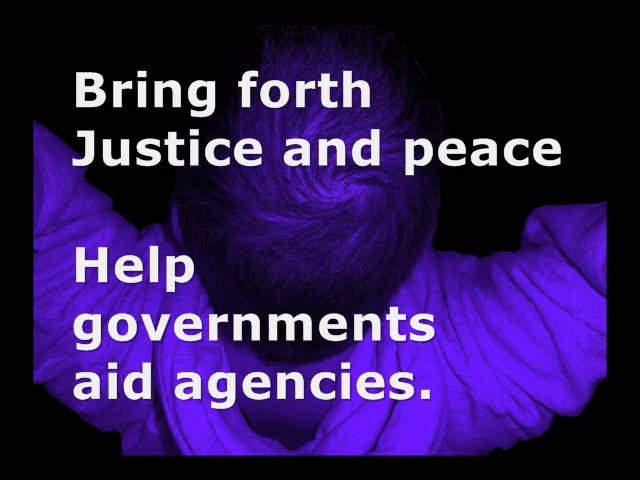 Bring forth
Justice and peace
Help
governments
aid agencies.